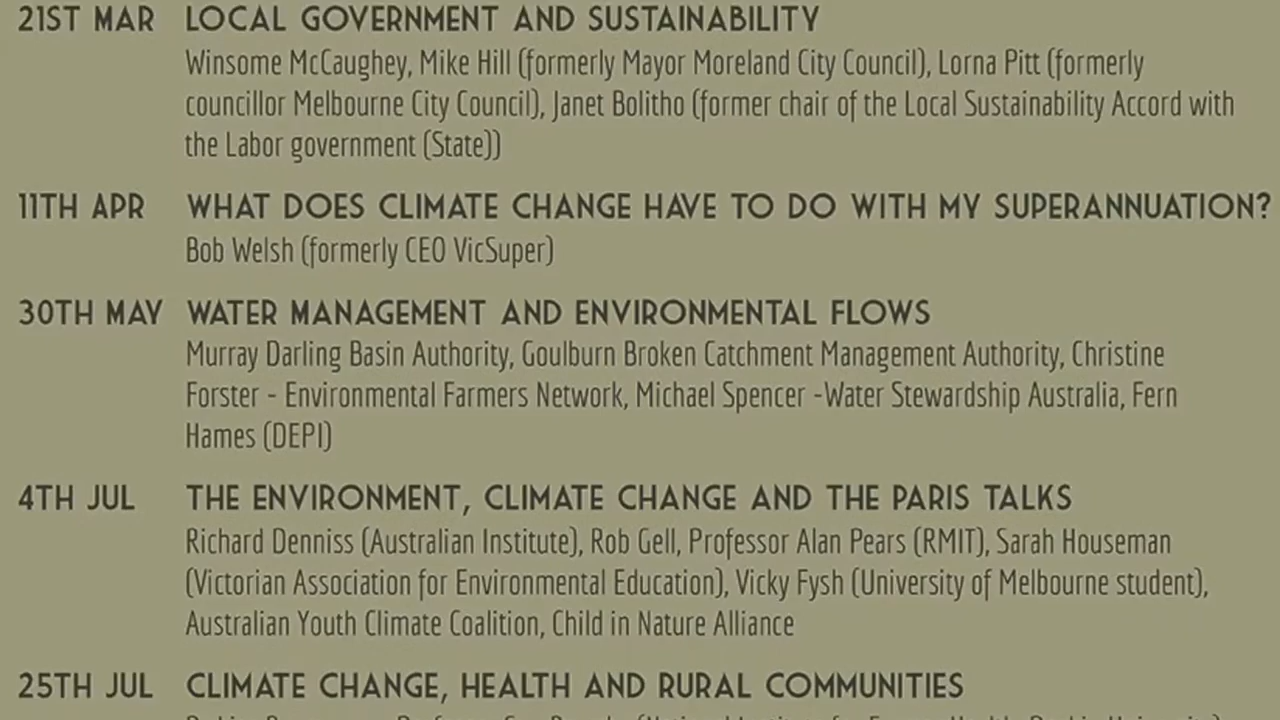 21ST MAR LOCAL GOVERNMENT AND SUSTAINABILITY
Winsome McCaughey, Mike Hill (formerly Mayor Moreland City Council), Lorna Pitt (formerly
councillor Melbourne City Council), Janet Bolitho (former chair of the Local Sustainability Accord with
the Labor government (State))
11TH APR WHAT DOES CLIMATE CHANGE HAVE TO DO WITH MY SUPERANNUATION?
Bob Welsh (formerly CEO VicSuper)
30TH MAY WATER MANAGEMENT AND ENVIRONMENTAL FLOWS
Murray Darling Basin Authority, Goulburn Broken Catchment Management Authority, Christine
Forster - Environmental Farmers Network, Michael Spencer -Water Stewardship Australia, Fern
Hames (DEPI)
4TH JUL THE ENVIRONMENT, CLIMATE CHANGE AND THE PARIS TALKS
Richard Denniss (Australian Institute), Rob Gell, Professor Alan Pears (RMIT), Sarah Houseman
(Victorian Association for Environmental Education), Vicky Fysh (University of Melbourne student),
Australian Youth Climate Coalition, Child in Nature Alliance
25TH JUL CLIMATE CHANGE, HEALTH AND RURAL COMMUNITIES